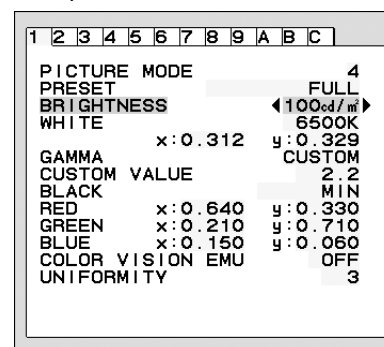 1 2 3 4 5 6 7 8 9 A B C
PICTURE MODE 4
PRESET FULL
BRIGHTNESS ◀100cd/㎡▶
WHITE 6500K
x:0.312 y:0.329
GAMMA CUSTOM
CUSTOM VALUE 2.2
BLACK MIN
RED x:0.640 y:0.330
GREEN x:0.210 y:0.710
BLUE x:0.150 y:0.060
COLOR VISION EMU OFF
UNIFORMITY 3